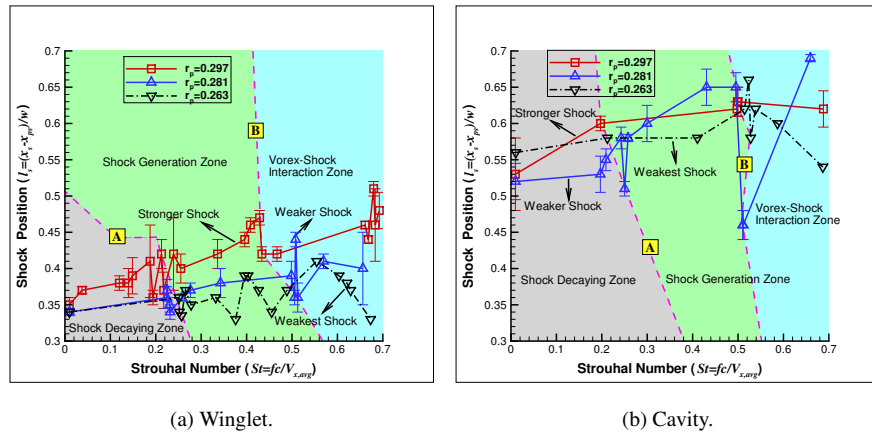 0.7
0.65
0.6
0.55
0.5
0.45
0.4
0.35
0.3
0
0.1
0.2
0.3
0.4
0.5
0.6
0.7
Shock Position (l_s=(x_s-x_pv)/w)
Strouhal Number (St=fc/V_x,avg)
r_p=0.297
r_p=0.281
r_p=0.263
B
Shock Generation Zone
Vorex-Shock
Interaction Zone
Stronger Shock
Weaker Shock
A
Shock Decaying Zone
Weakest Shock
(a) Winglet.
0.7
0.65
0.6
0.55
0.5
0.45
0.4
0.35
0.3
0
0.1
0.2
0.3
0.4
0.5
0.6
0.7
Shock Position (l_s=(x_s-x_pv)/w)
Strouhal Number (St=fc/V_x,avg)
r_p=0.297
r_p=0.281
r_p=0.263
Stronger Shock
Weakest Shock
B
Weaker Shock
Vorex-Shock
Interaction Zone
A
Shock Decaying Zone
Shock Generation Zone
(b) Cavity.